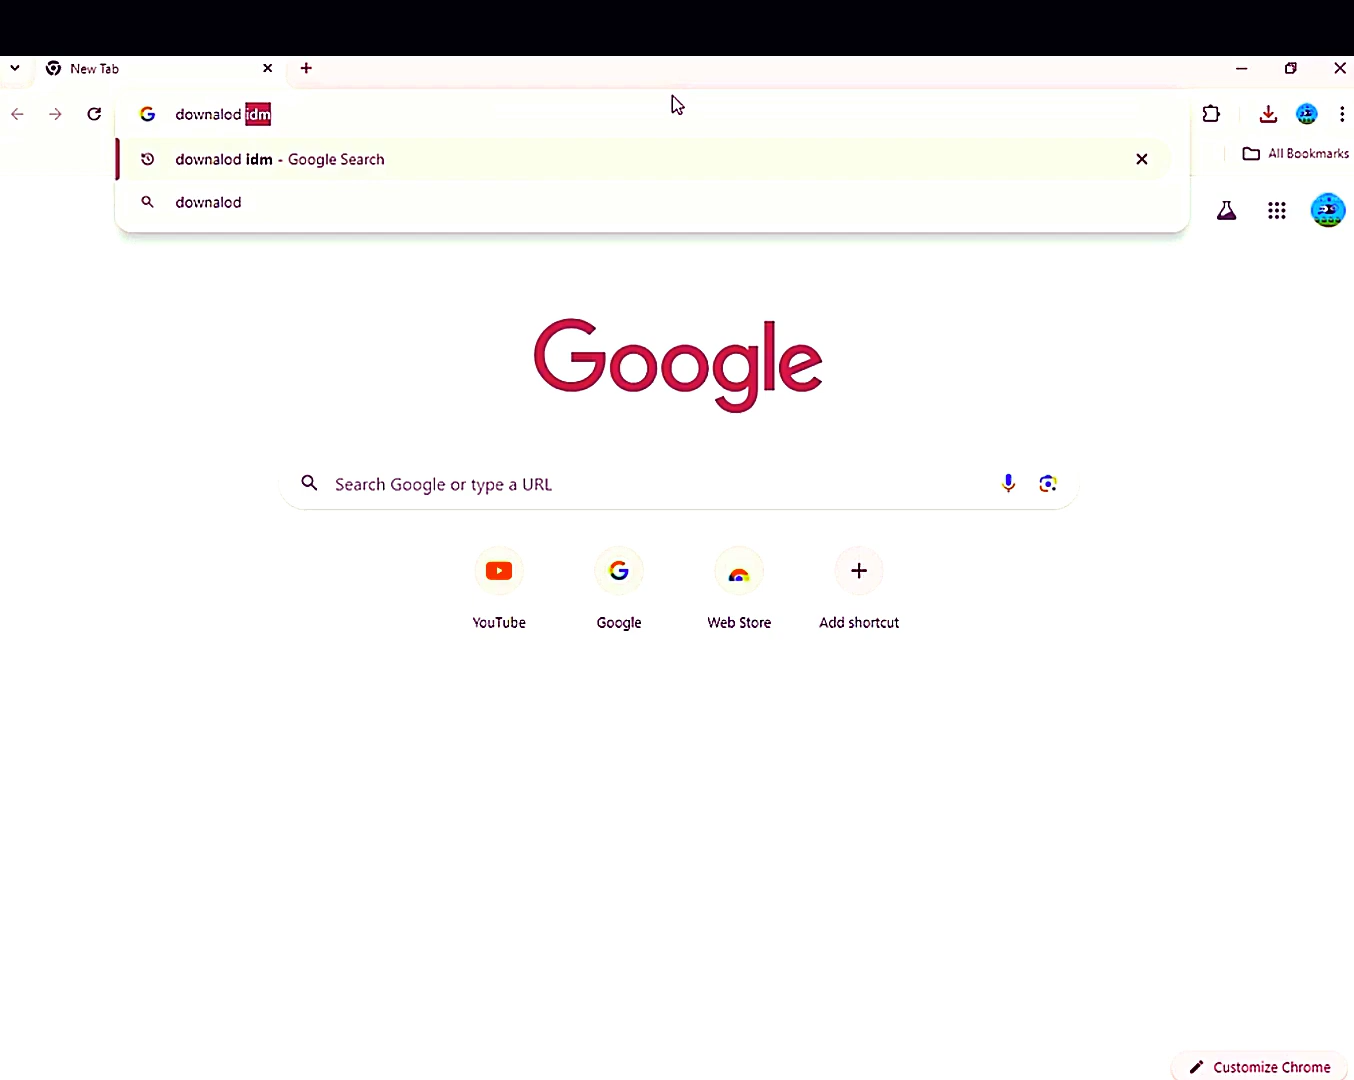 New Tab
downalod idm
All Bookmarks
downalod idm - Google Search
downalod
Google
Search Google or type a URL
YouTube
Google
Web Store
Add shortcut
Customize Chrome